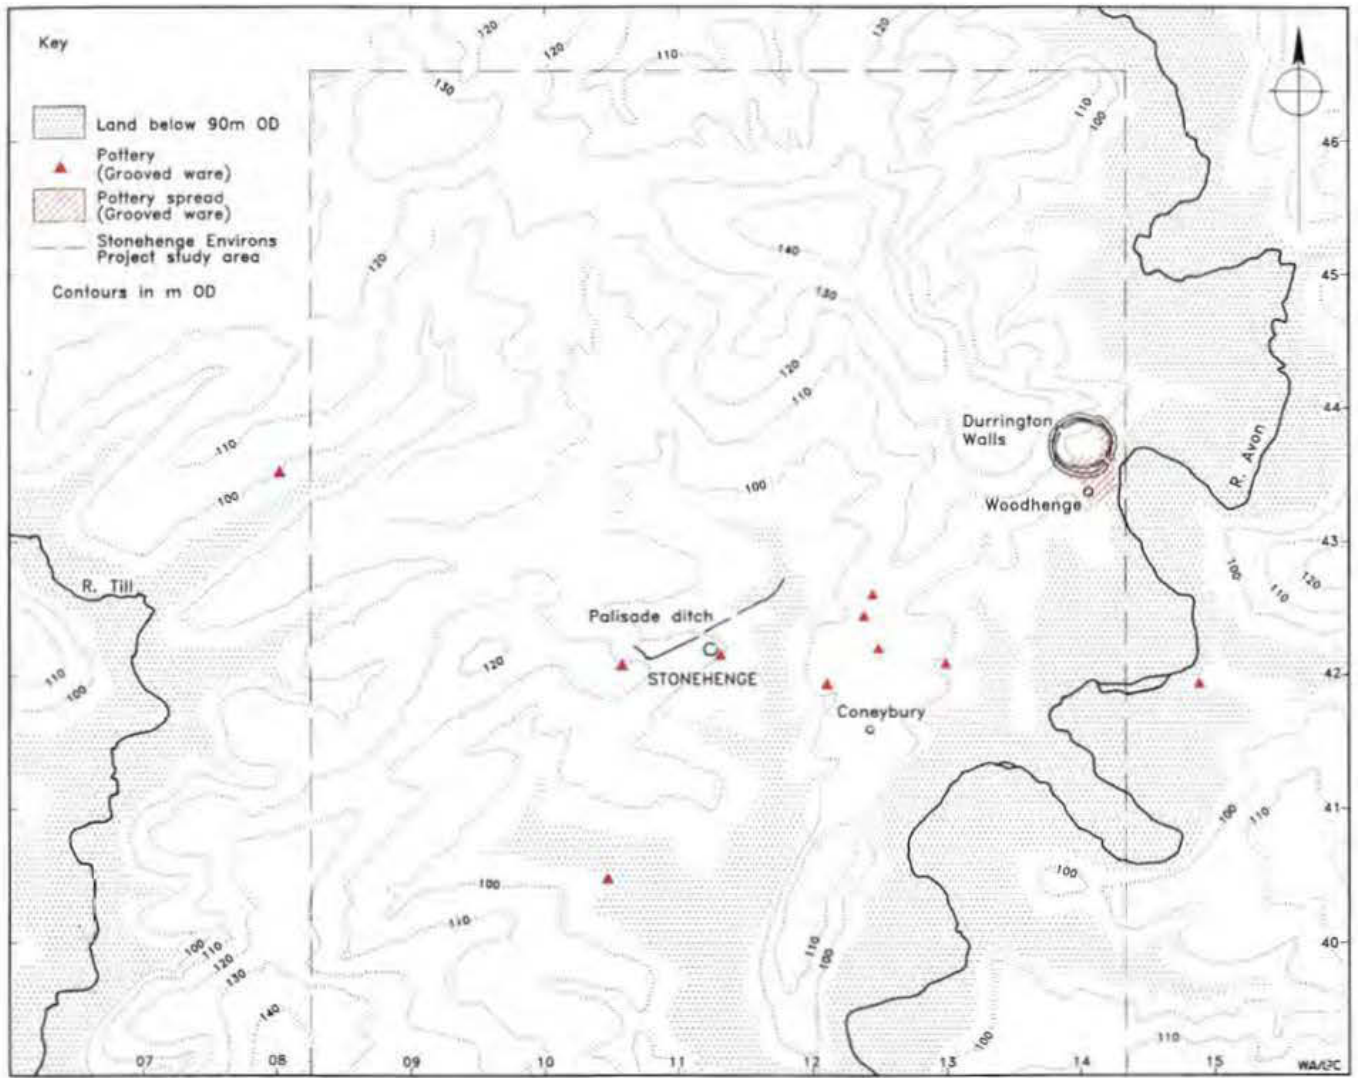 Key
Land below 90m OD
Pottery
(Grooved ware)
Pottery spread
(Grooved ware)
Stonehenge Environs
Project study area
Contours in m OD
120
120
110
120
130
110
100
46
140
45
120
130
120
110
44
Durrington
Walls
R. Avon
110
100
100
Woodhenge
43
100
110
120
R. Till
Palisade ditch
110
100
120
STONEHENGE
42
Coneybury
100
110
41
100
100
110
100
110
120
130
110
100
40
140
100
110
07
08
09
10
11
12
13
14
15
WA/LPC